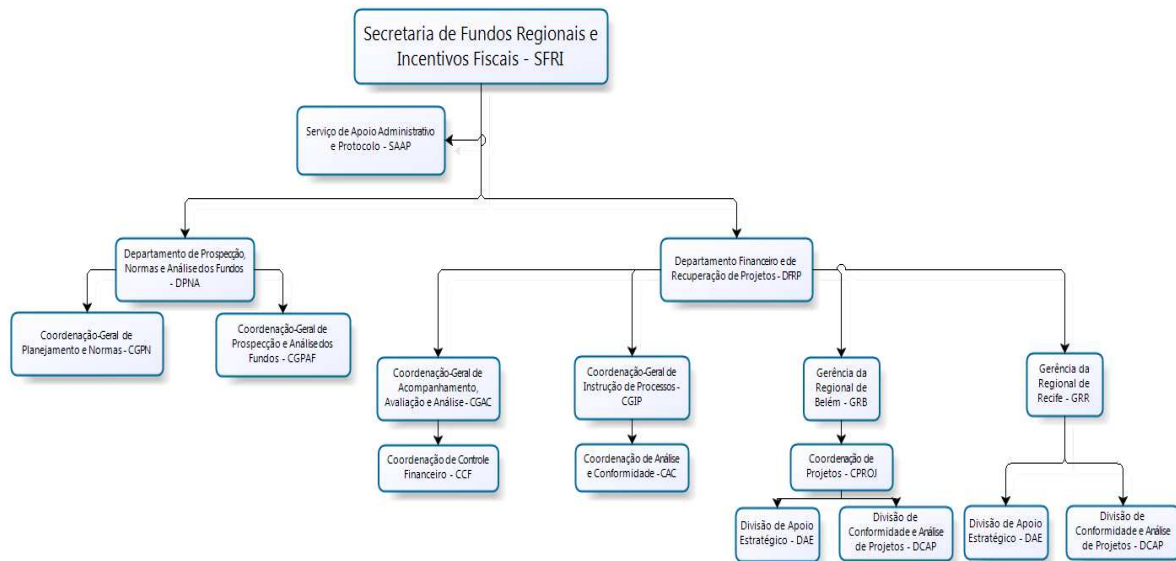 Secretaria de Fundos Regionais e
Incentivos Fiscais - SFRI
Serviço de Apoio Administrativo
e Protocolo - SAAP
Departamento de Prospecção,
Normas e Análise dos Fundos
- DPNA
Departamento Financeiro e de
Recuperação de Projetos - DFRP
Coordenação-Geral de
Planejamento e Normas - CGPN
Coordenação-Geral de
Prospecção e Análise dos
Fundos - CGPAF
Coordenação-Geral de
Acompanhamento,
Avaliação e Análise - CGAC
Coordenação-Geral de
Instrução de Processos -
CGIP
Gerência da
Regional de
Belém - GRB
Gerência da
Regional de
Recife - GRR
Coordenação de Controle
Financeiro - CCF
Coordenação de Análise
e Conformidade - CAC
Coordenação de
Projetos - CPROJ
Divisão de Apoio
Estratégico - DAE
Divisão de
Conformidade e Análise
de Projetos - DCAP
Divisão de Apoio
Estratégico - DAE
Divisão de
Conformidade e Análise
de Projetos - DCAP